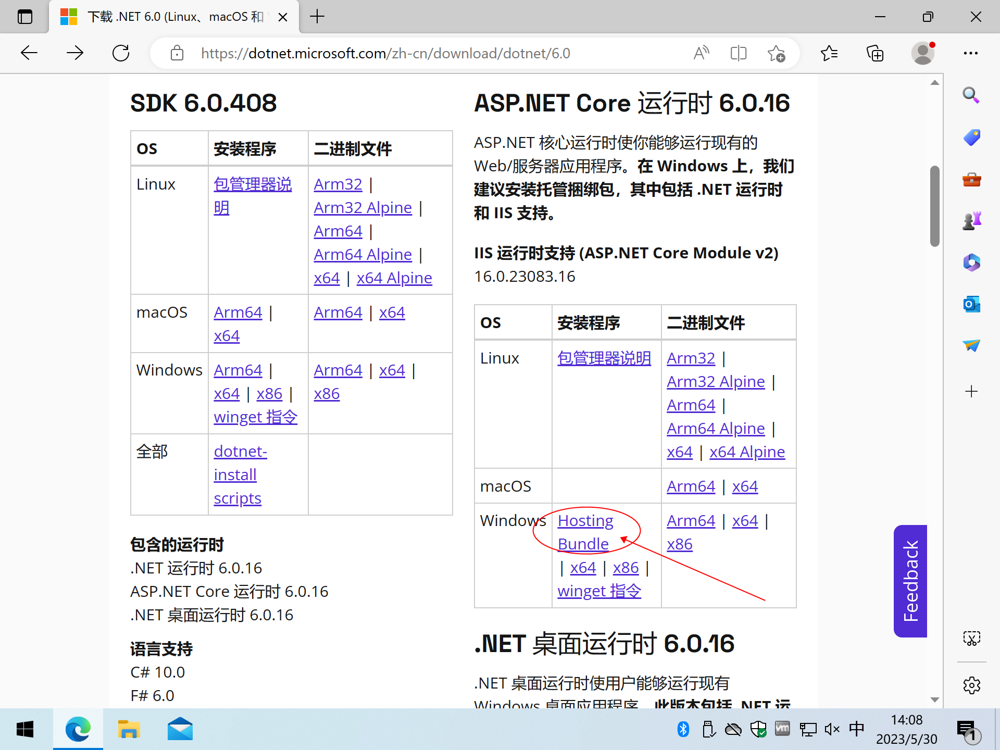 下载 .NET 6.0 (Linux、macOS 和
https://dotnet.microsoft.com/zh-cn/download/dotnet/6.0
SDK 6.0.408
OS 安装程序 二进制文件
Linux 包管理器说明 Arm32 |
Arm32 Alpine |
Arm64 |
Arm64 Alpine |
x64 | x64 Alpine
macOS Arm64 | x64 Arm64 | x64
Windows Arm64 | x64 | x86 | winget 指令 Arm64 | x64 | x86
全部 dotnet-install scripts
包含的运行时
.NET 运行时 6.0.16
ASP.NET Core 运行时 6.0.16
.NET 桌面运行时 6.0.16
语言支持
C# 10.0
F# 6.0
ASP.NET Core 运行时 6.0.16
ASP.NET 核心运行时使你能够运行现有的
Web/服务器应用程序。在 Windows 上，我们
建议安装托管捆绑包，其中包括 .NET 运行时
和 IIS 支持。
IIS 运行时支持 (ASP.NET Core Module v2)
16.0.23083.16
OS 安装程序 二进制文件
Linux 包管理器说明 Arm32 |
Arm32 Alpine |
Arm64 |
Arm64 Alpine |
x64 | x64 Alpine
macOS Arm64 | x64
Windows Hosting Bundle | x64 | x86 | winget 指令 Arm64 | x64 | x86
.NET 桌面运行时 6.0.16
.NET 桌面运行时使用户能够运行现有
Windows 桌面应用程序。此版本包括 .NET 运
Feedback
中
14:08
2023/5/30
1